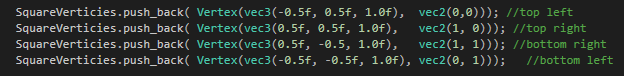 SquareVerticies.push_back( Vertex(vec3(-0.5f, 0.5f, 1.0f), vec2(0,0))); //top left
SquareVerticies.push_back( Vertex(vec3(0.5f, 0.5f, 1.0f), vec2(1, 0))); //top right
SquareVerticies.push_back( Vertex(vec3(0.5f, -0.5, 1.0f), vec2(1, 1))); //bottom right
SquareVerticies.push_back( Vertex(vec3(-0.5f, -0.5f, 1.0f), vec2(0, 1))); //bottom left